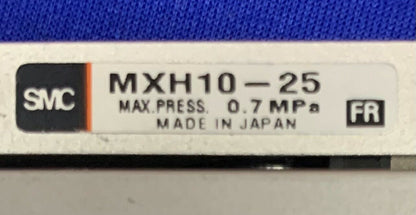 SMC
MXH10-25
MAX.PRESS. 0.7 MPa
MADE IN JAPAN
FR